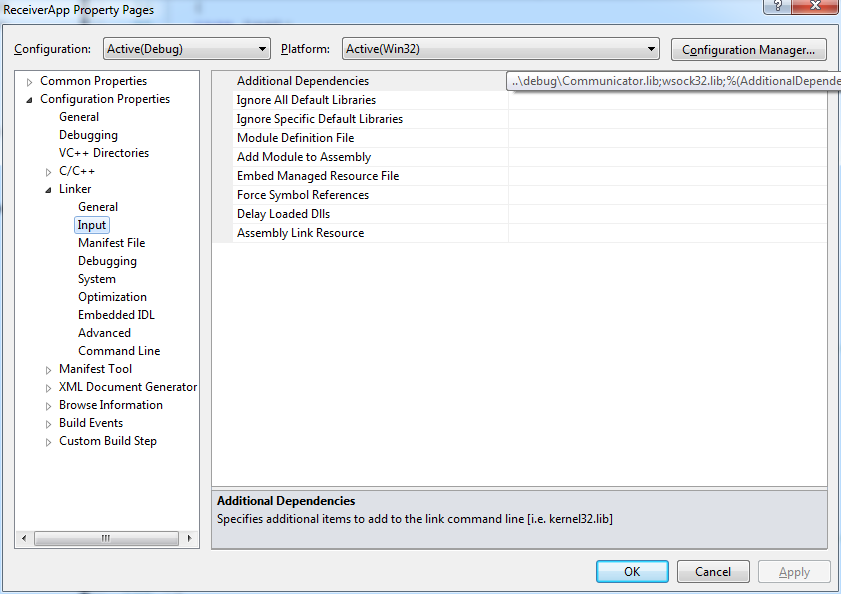 ReceiverApp Property Pages
Configuration: Active(Debug) Platform: Active(Win32) Configuration Manager...
Common Properties
Configuration Properties
General
Debugging
VC++ Directories
C/C++
Linker
General
Input
Manifest File
Debugging
System
Optimization
Embedded IDL
Advanced
Command Line
Manifest Tool
XML Document Generator
Browse Information
Build Events
Custom Build Step
Additional Dependencies ..\debug\Communicator.lib;wsock32.lib;%(AdditionalDepende
Ignore All Default Libraries
Ignore Specific Default Libraries
Module Definition File
Add Module to Assembly
Embed Managed Resource File
Force Symbol References
Delay Loaded Dlls
Assembly Link Resource
Additional Dependencies
Specifies additional items to add to the link command line [i.e. kernel32.lib]
OK Cancel Apply